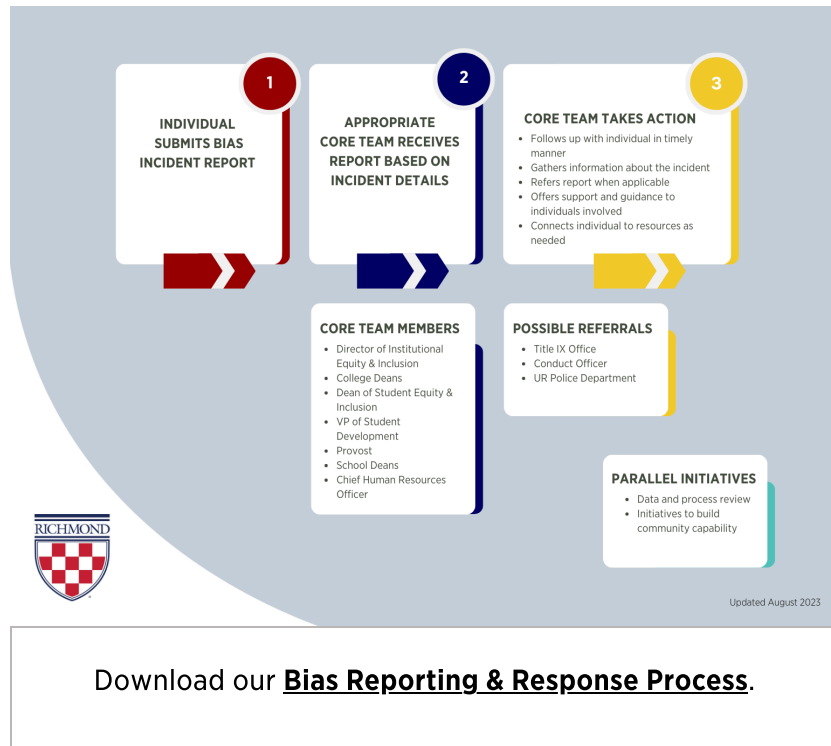 1
INDIVIDUAL
SUBMITS BIAS
INCIDENT REPORT
2
APPROPRIATE
CORE TEAM RECEIVES
REPORT BASED ON
INCIDENT DETAILS
3
CORE TEAM TAKES ACTION
• Follows up with individual in timely
manner
• Gathers information about the incident
• Refers report when applicable
• Offers support and guidance to
individuals involved
• Connects individual to resources as
needed
CORE TEAM MEMBERS
• Director of Institutional
Equity & Inclusion
• College Deans
• Dean of Student Equity &
Inclusion
• VP of Student
Development
• Provost
• School Deans
• Chief Human Resources
Officer
POSSIBLE REFERRALS
• Title IX Office
• Conduct Officer
• UR Police Department
PARALLEL INITIATIVES
• Data and process review
• Initiatives to build
community capability
RICHMOND
Updated August 2023
Download our Bias Reporting & Response Process.